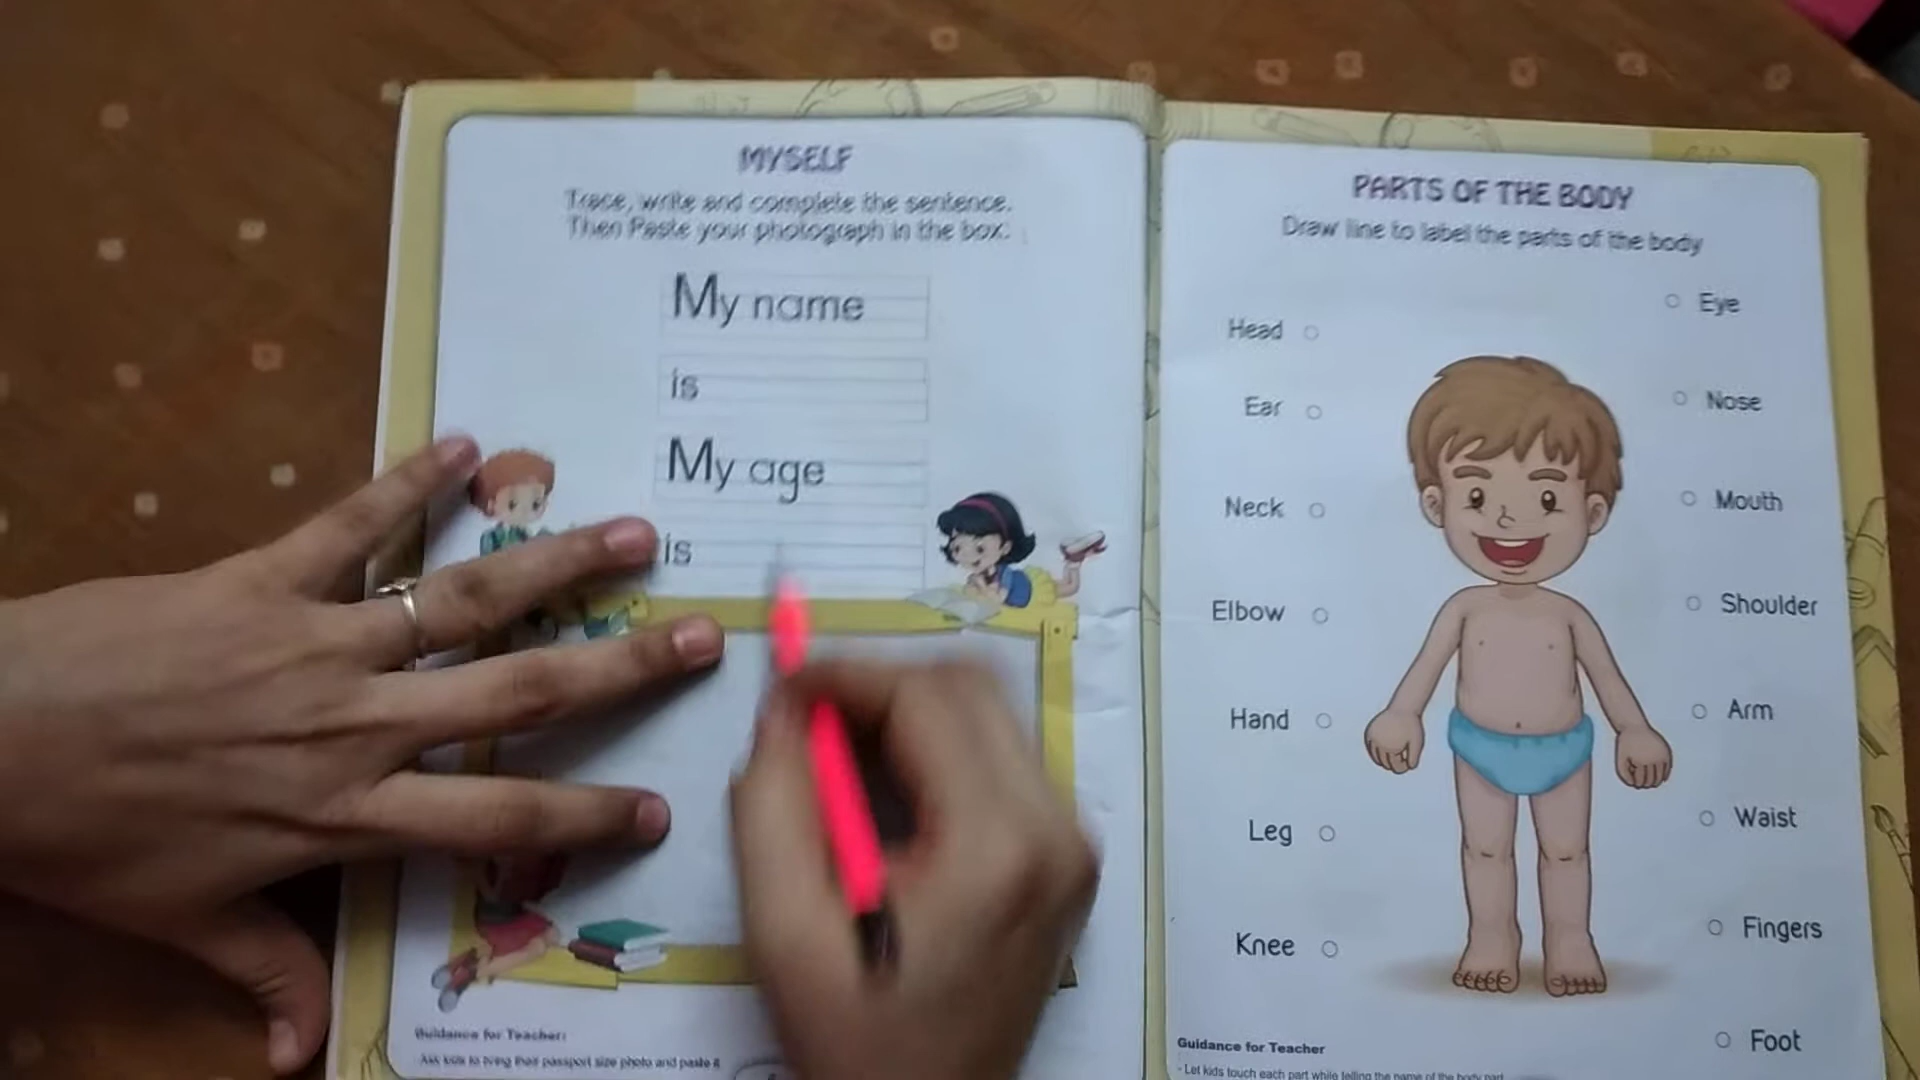 MYSELF
Trace, write and complete the sentence.
Then Paste your photograph in the box.
My name
is
My age
is
Guidance for Teacher:
Ask kids to bring their passport size photo and paste it
PARTS OF THE BODY
Draw line to label the parts of the body
Head
Ear
Neck
Elbow
Hand
Leg
Knee
Eye
Nose
Mouth
Shoulder
Arm
Waist
Fingers
Foot
Guidance for Teacher
- Let kids touch each part while telling the name of the body part